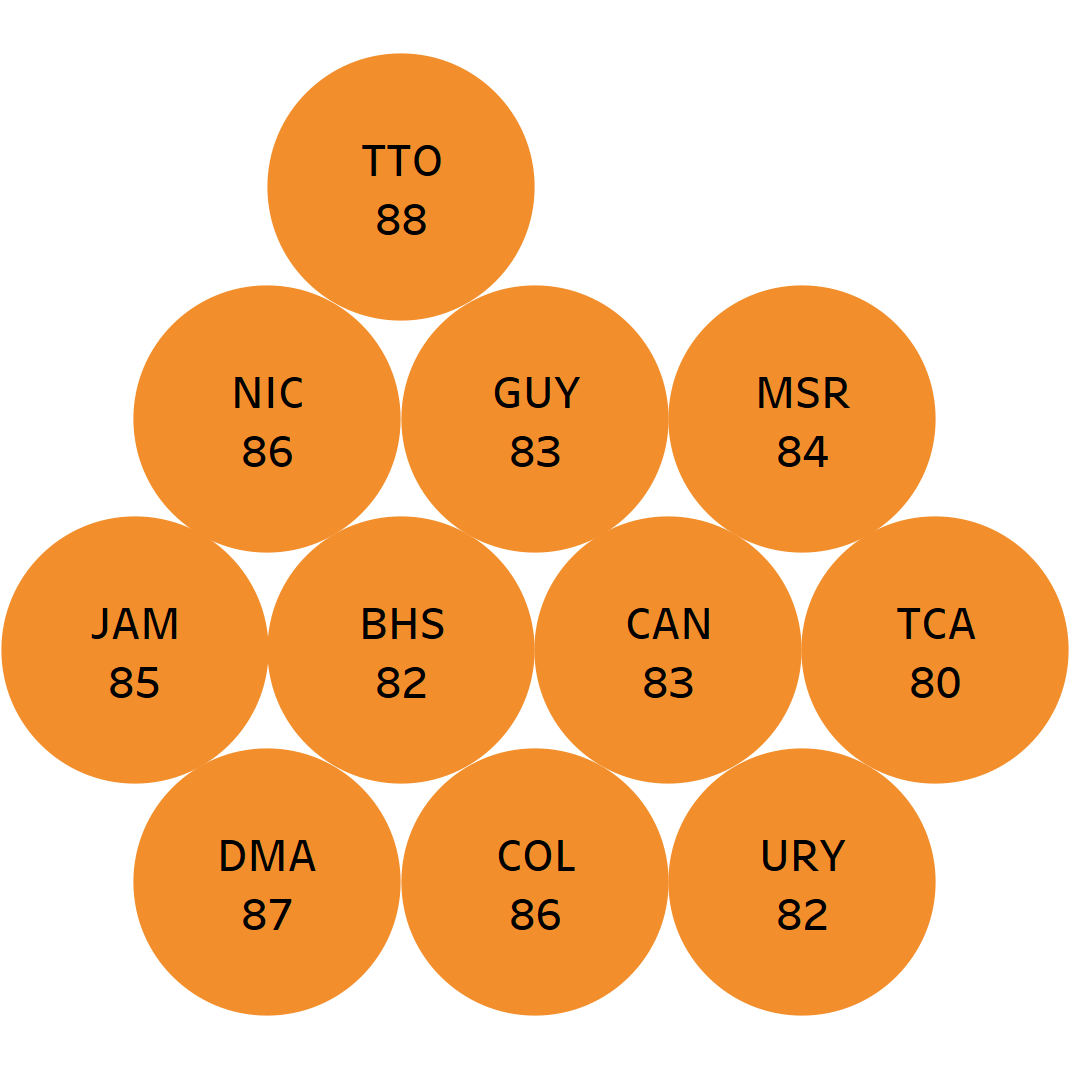 TTO
88
NIC
86
GUY
83
MSR
84
JAM
85
BHS
82
CAN
83
TCA
80
DMA
87
COL
86
URY
82